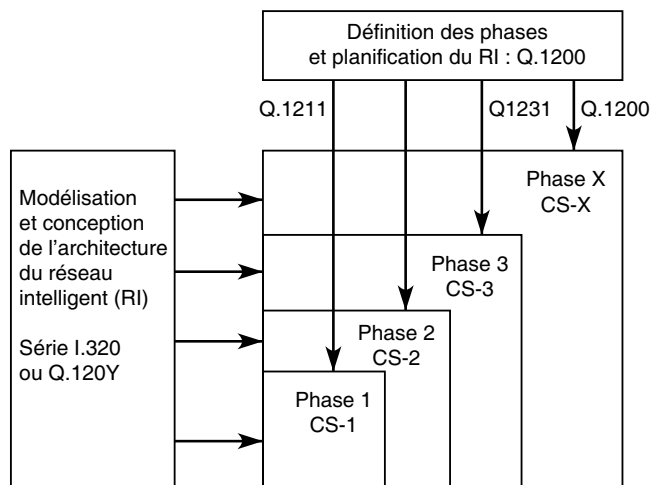 Définition des phases
et planification du RI : Q.1200
Q.1211
Q1231
Q.1200
Modélisation
et conception
de l'architecture
du réseau
intelligent (RI)
Série I.320
ou Q.120Y
Phase X
CS-X
Phase 3
CS-3
Phase 2
CS-2
Phase 1
CS-1